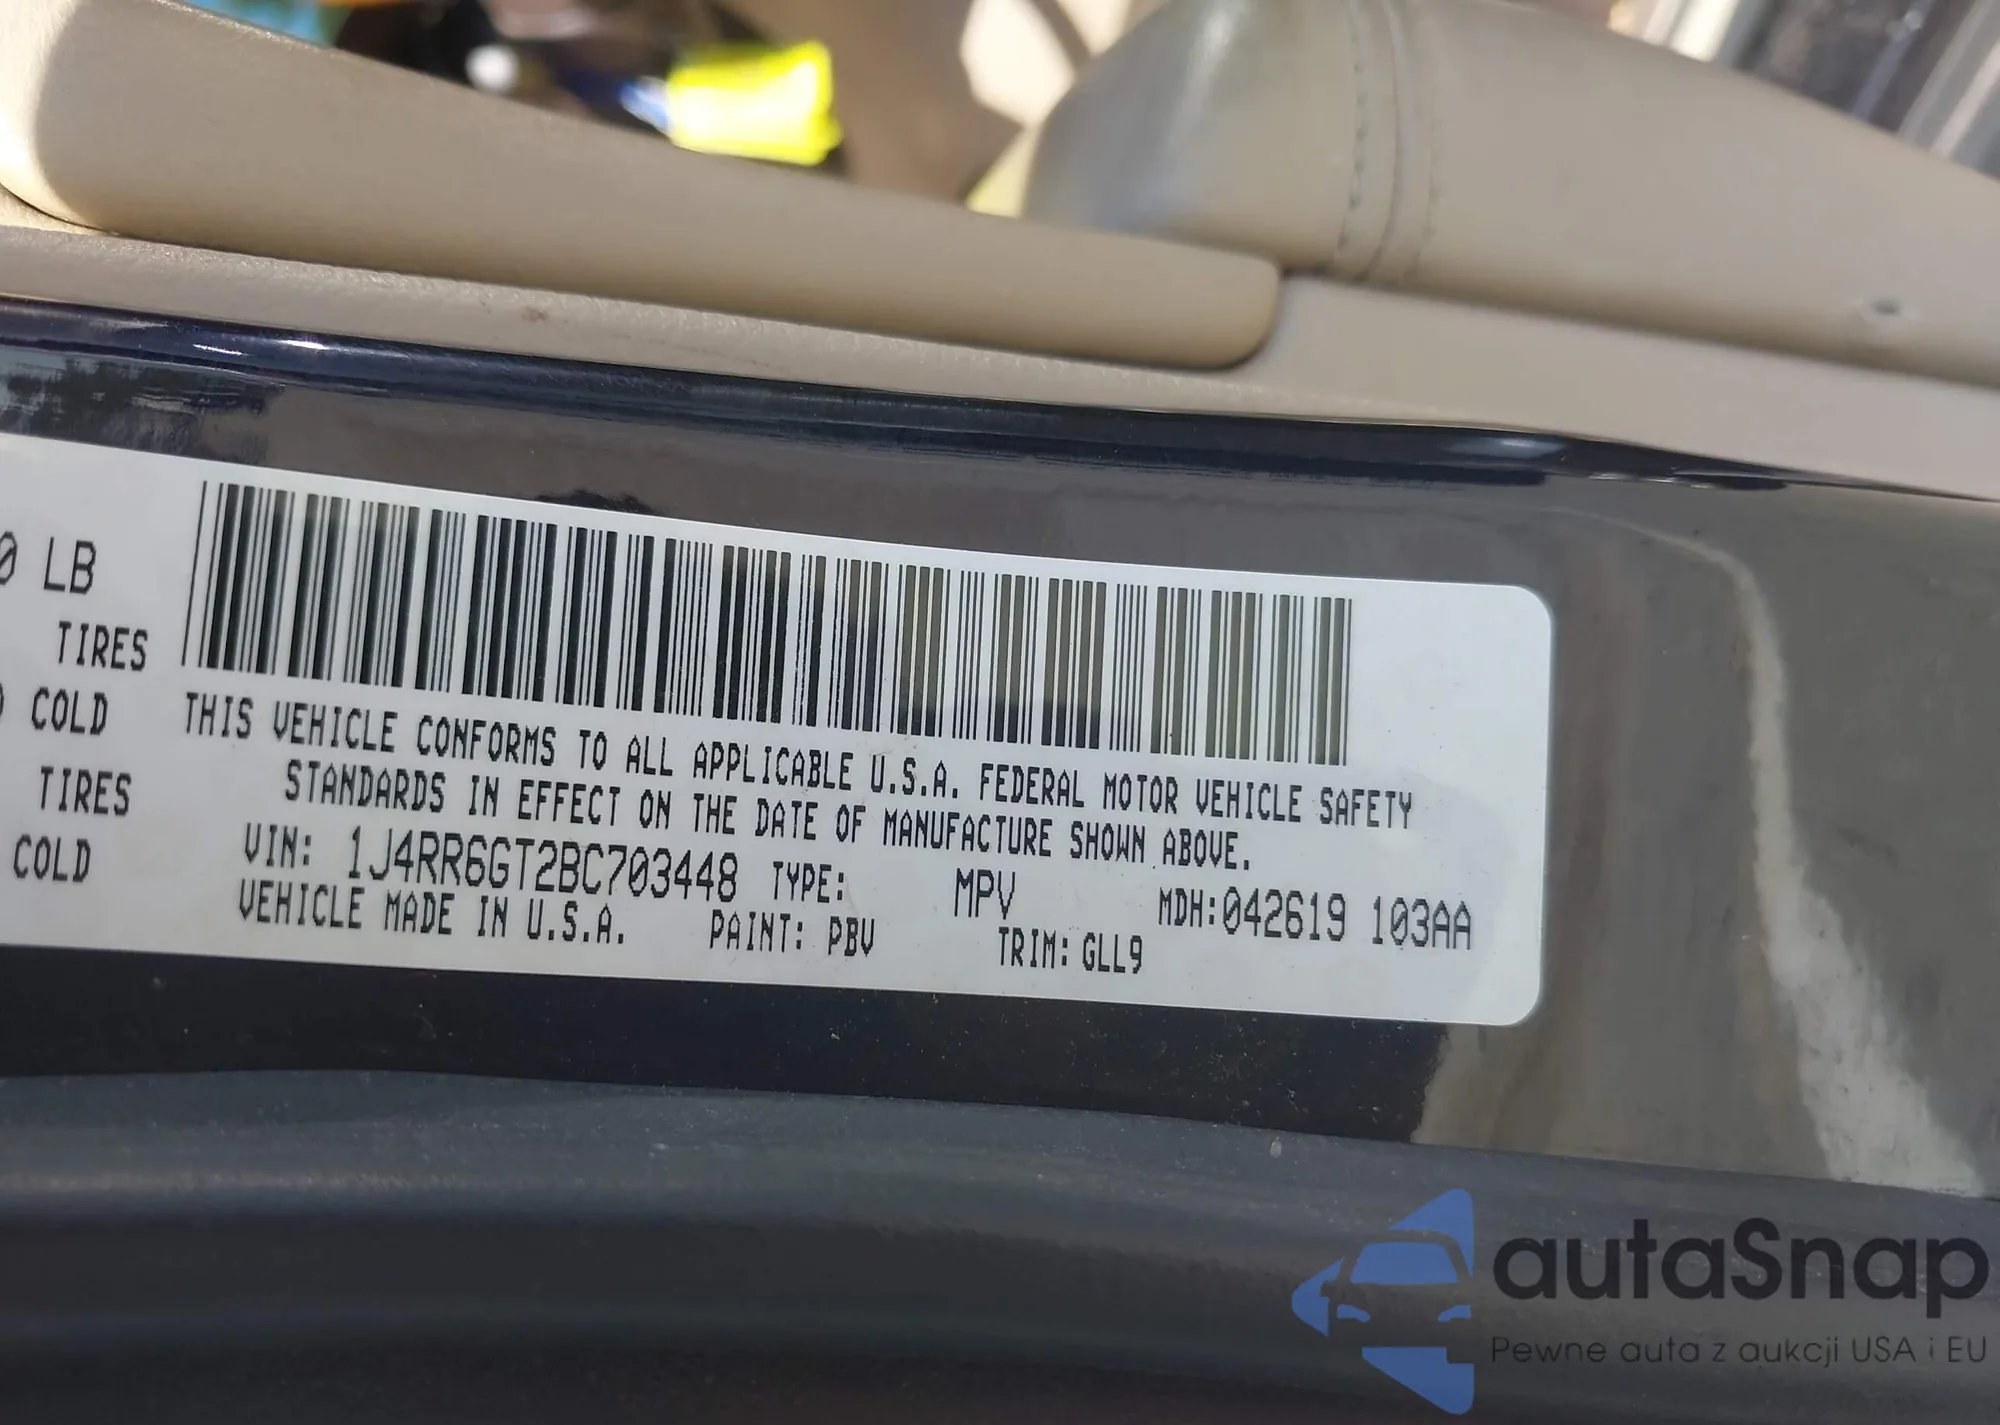 0 LB
TIRES
COLD
TIRES
COLD
THIS VEHICLE CONFORMS TO ALL APPLICABLE U.S.A. FEDERAL MOTOR VEHICLE SAFETY
STANDARDS IN EFFECT ON THE DATE OF MANUFACTURE SHOWN ABOVE.
VIN: 1J4RR6GT2BC703448 TYPE: MPV MDH:042619 103AA
VEHICLE MADE IN U.S.A. PAINT: PBV TRIM: GLL9
autoSnap
Pewne auta z aukcji USA i EU